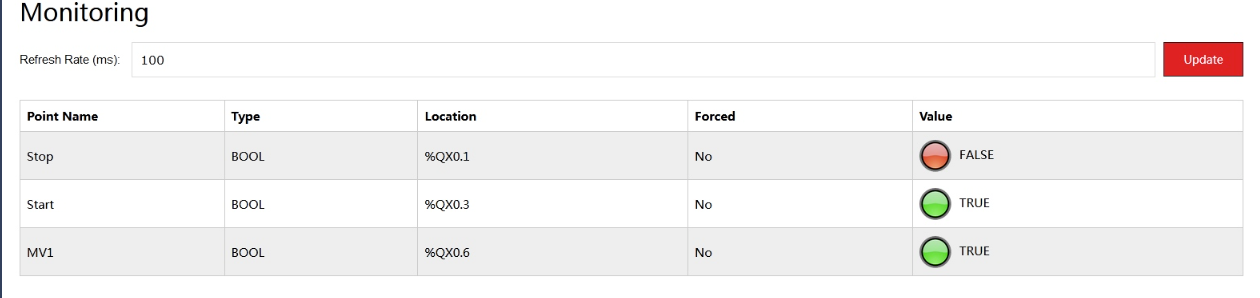 Monitoring
Refresh Rate (ms): 100 Update
Point Name Type Location Forced Value
Stop BOOL %QX0.1 No FALSE
Start BOOL %QX0.3 No TRUE
MV1 BOOL %QX0.6 No TRUE